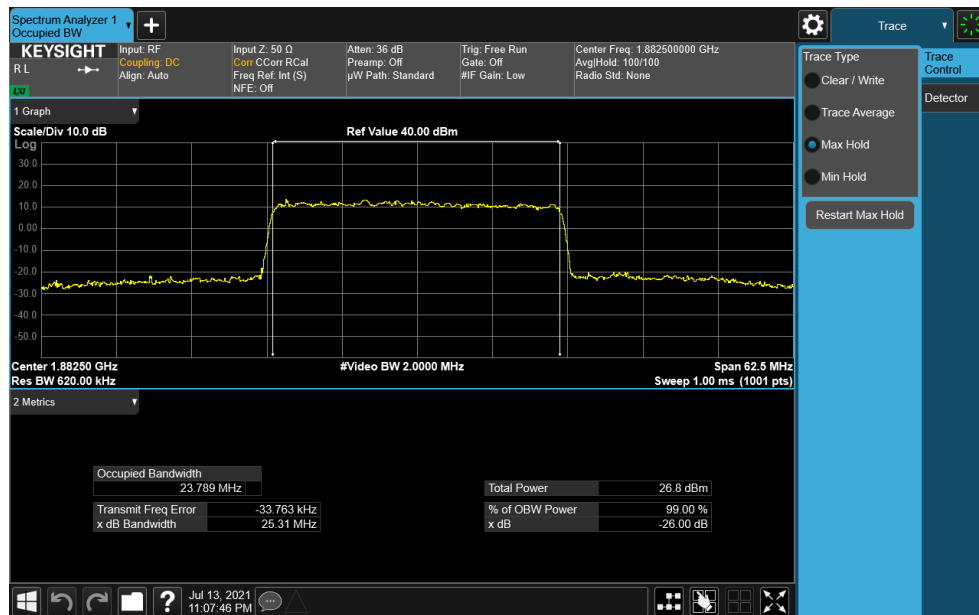 Spectrum Analyzer 1
Occupied BW
Trace
KEYSIGHT
R L
LXI
Input: RF
Coupling: DC
Align: Auto
Input Z: 50 Ω
Corr CCorr RCal
Freq Ref: Int (S)
NFE: Off
Atten: 36 dB
Preamp: Off
µW Path: Standard
Trig: Free Run
Gate: Off
#IF Gain: Low
Center Freq: 1.882500000 GHz
Avg|Hold: 100/100
Radio Std: None
Trace Type
Clear / Write
Trace Average
Max Hold
Min Hold
Restart Max Hold
Trace
Control
Detector
1 Graph
Scale/Div 10.0 dB
Ref Value 40.00 dBm
Log
30.0
20.0
10.0
0.00
-10.0
-20.0
-30.0
-40.0
-50.0
Center 1.88250 GHz
#Video BW 2.0000 MHz
Span 62.5 MHz
Res BW 620.00 kHz
Sweep 1.00 ms (1001 pts)
2 Metrics
Occupied Bandwidth
23.789 MHz
Total Power 26.8 dBm
Transmit Freq Error -33.763 kHz
% of OBW Power 99.00 %
x dB Bandwidth 25.31 MHz
x dB -26.00 dB
?
Jul 13, 2021
11:07:46 PM